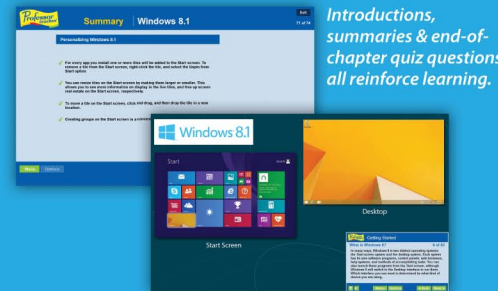 Professor
Teaches
Summary Windows 8.1
Exit
71 of 74
Personalizing Windows 8.1
For every app you install one or more tiles will be added to the Start screen. To
remove a tile from the Start screen, right-click the tile, and select the Unpin from
Start option.
You can resize tiles on the Start screen by making them larger or smaller. This
allows you to see more information on display in the live tiles, and free up screen
real estate on the Start screen, respectively.
To move a tile on the Start screen, click and drag, and then drop the tile in a new
location.
Creating groups on the Start screen is a
Menu Options
Introductions,
summaries & end-of-
chapter quiz questions
all reinforce learning.
Windows 8.1
Start
Start Screen
Desktop
Getting Started
What is Windows 8?